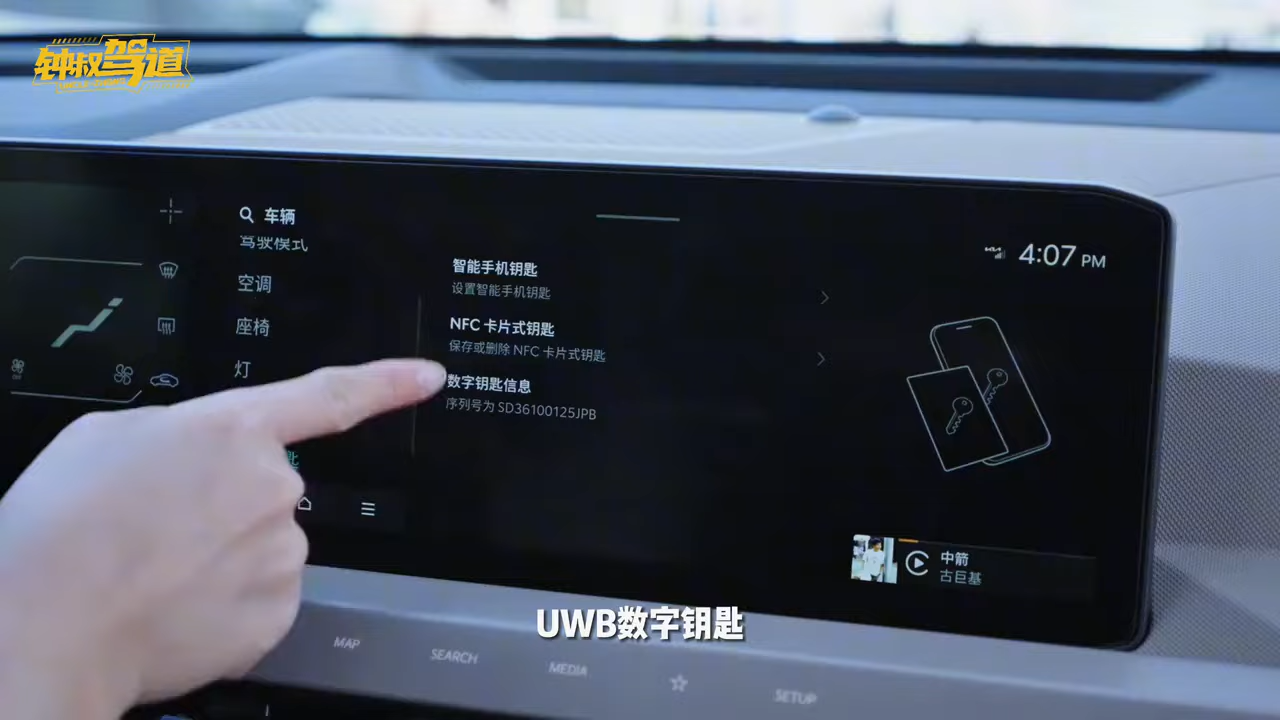 钟叔驾道
车辆
驾驶模式
空调
座椅
灯
匙
智能手机钥匙
设置智能手机钥匙
NFC 卡片式钥匙
保存或删除 NFC 卡片式钥匙
数字钥匙信息
序列号为 SD36100125JPB
4:07 PM
中箭
古巨基
UWB数字钥匙
MAP
SEARCH
MEDIA
SETUP